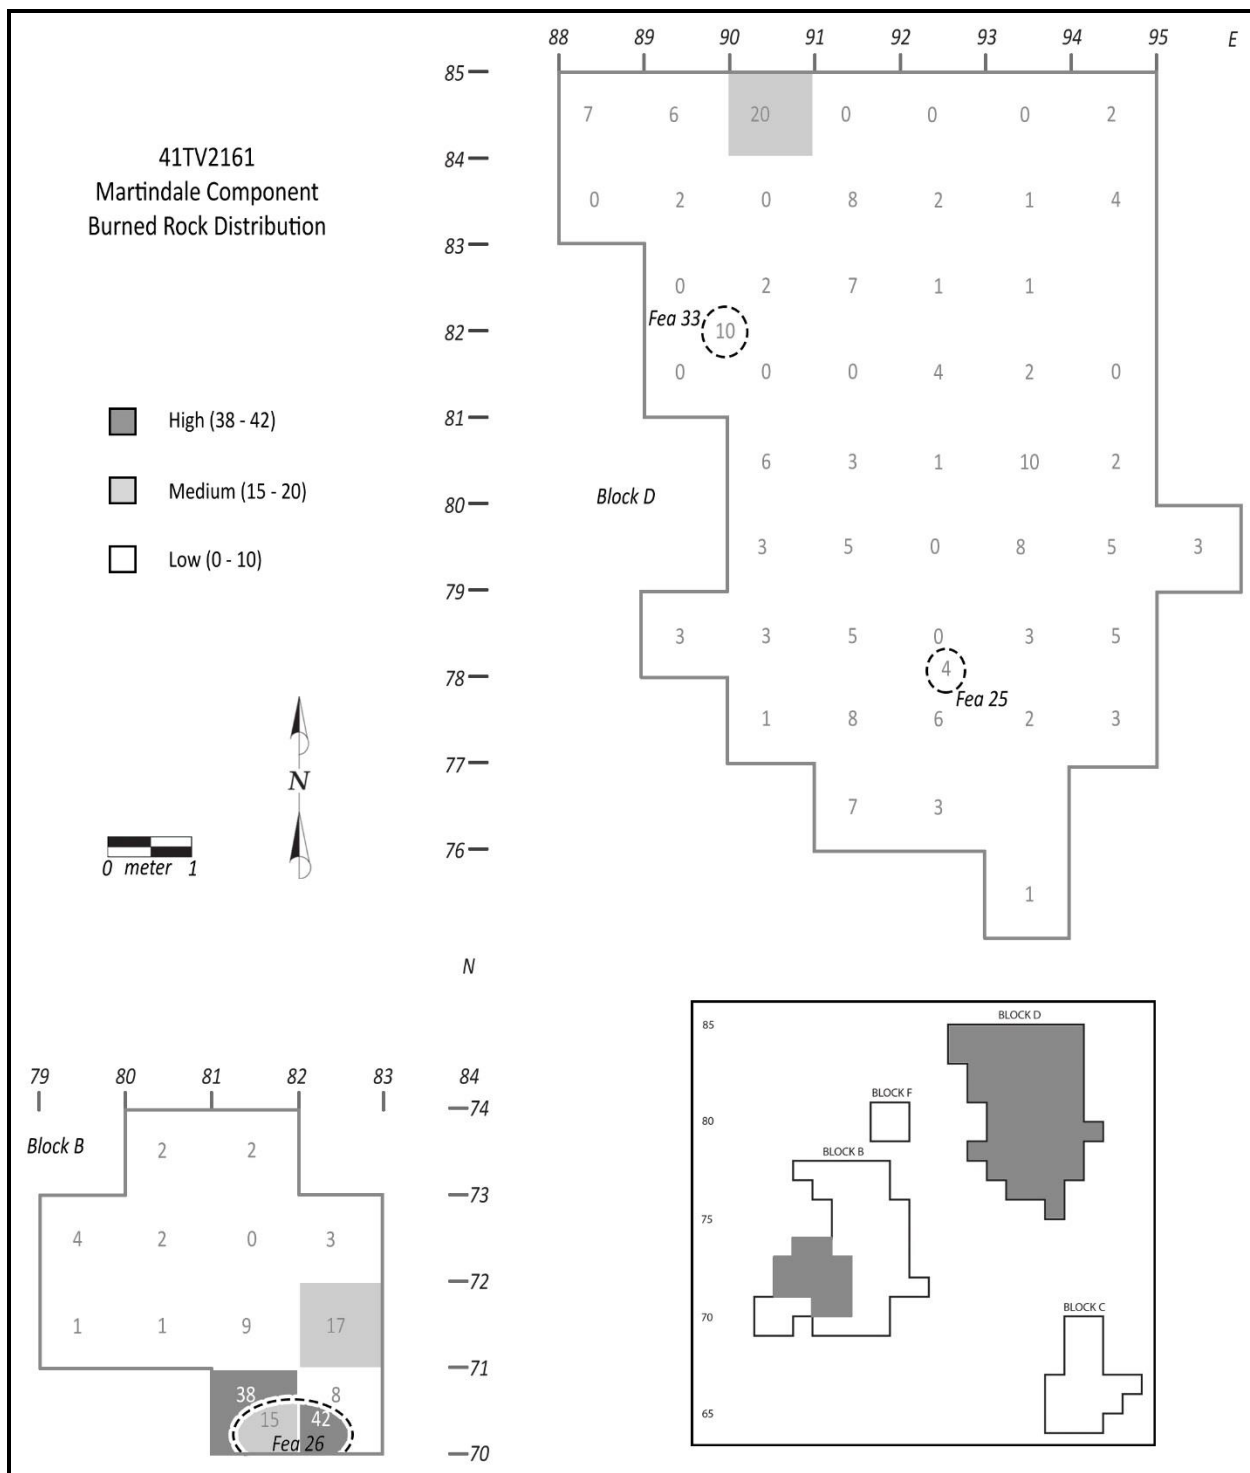 88 89 90 91 92 93 94 95 E
85
7 6 20 0 0 0 2
41TV2161
Martindale Component
Burned Rock Distribution
84
0 2 0 8 2 1 4
83
0 2 7 1 1
Fea 33
10
82
0 0 0 4 2 0
81
High (38 - 42)
6 3 1 10 2
Medium (15 - 20)
Block D
80
Low (0 - 10)
3 5 0 8 5 3
79
3 3 5 0 3 5
4
78
Fea 25
1 8 6 2 3
77
N
7 3
76
0 meter 1
1
N
79 80 81 82 83 84
74
Block B
2 2
73
4 2 0 3
72
1 1 9 17
71
38 8
15 42
Fea 26
70
BLOCK D
85
BLOCK F
80
BLOCK B
75
70
BLOCK C
65